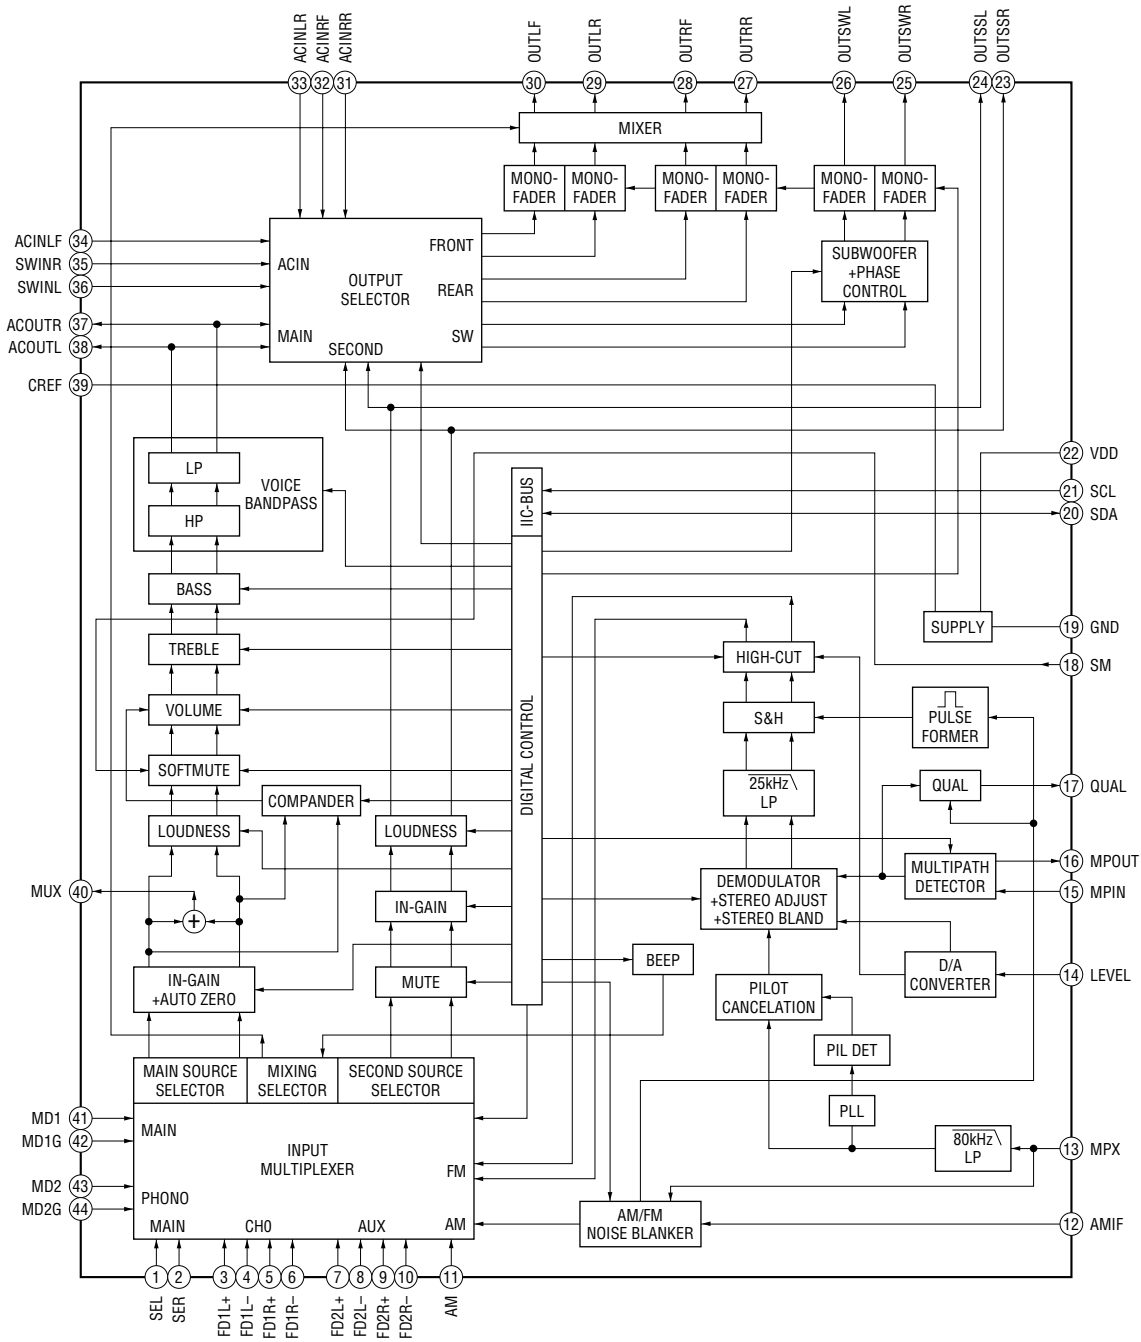 ACINLR
ACINRF
ACINRR
OUTLF
OUTLR
OUTRF
OUTRR
OUTSWL
OUTSWR
OUTSSL
OUTSSR
33 32 31 30 29 28 27 26 25 24 23
MIXER
MONO-
FADER
MONO-
FADER
MONO-
FADER
MONO-
FADER
MONO-
FADER
MONO-
FADER
ACINLF 34
SWINR 35
SWINL 36
ACOUTR 37
ACOUTL 38
CREF 39
FRONT
ACIN
OUTPUT
SELECTOR
REAR
MAIN
SW
SECOND
SUBWOOFER
+PHASE
CONTROL
LP
HP
VOICE
BANDPASS
IIC-BUS
DIGITAL CONTROL
22 VDD
21 SCL
20 SDA
BASS
TREBLE
VOLUME
SOFTMUTE
COMPANDER
LOUDNESS
LOUDNESS
SUPPLY
19 GND
18 SM
HIGH-CUT
S&H
PULSE
FORMER
25kHz
LP
QUAL
17 QUAL
MULTIPATH
DETECTOR
16 MPOUT
15 MPIN
DEMODULATOR
+STEREO ADJUST
+STEREO BLAND
MUX 40
+
IN-GAIN
IN-GAIN
+AUTO ZERO
MUTE
BEEP
PILOT
CANCELATION
D/A
CONVERTER
14 LEVEL
PIL DET
PLL
80kHz
LP
13 MPX
MAIN SOURCE
SELECTOR
MIXING
SELECTOR
SECOND SOURCE
SELECTOR
MD1 41
MD1G 42
MD2 43
MD2G 44
MAIN
INPUT
MULTIPLEXER
FM
PHONO
MAIN
CH0
AUX
AM
AM/FM
NOISE BLANKER
12 AMIF
1 2 3 4 5 6 7 8 9 10 11
SEL
SER
FD1L+
FD1L−
FD1R+
FD1R−
FD2L+
FD2L−
FD2R+
FD2R−
AM